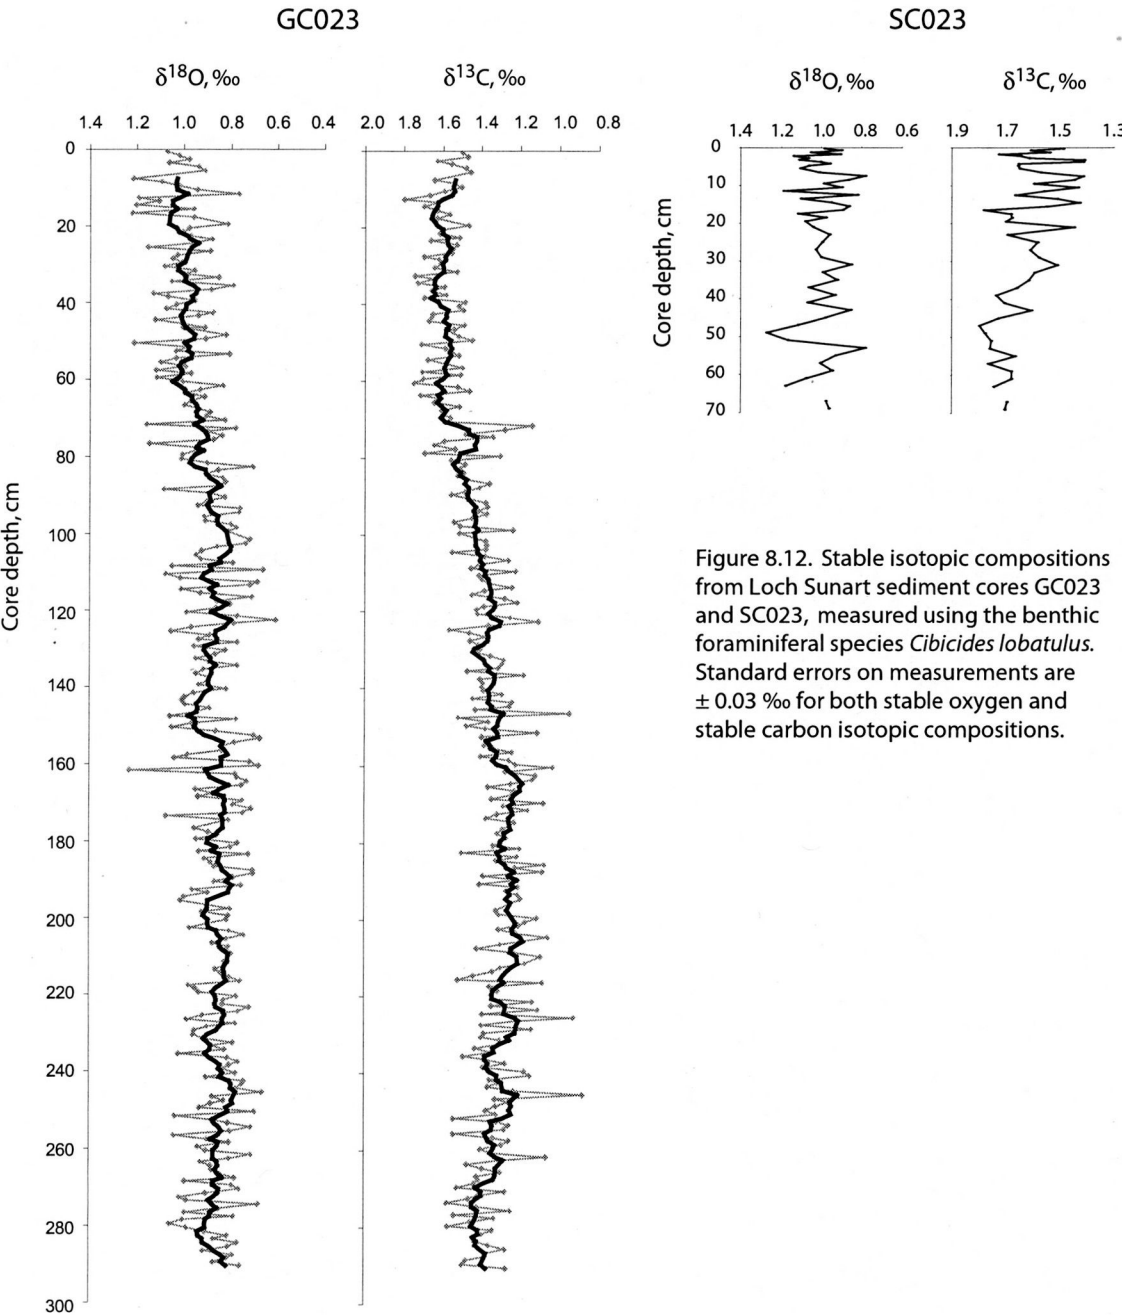 GC023
δ18O, ‰
δ13C, ‰
1.4 1.2 1.0 0.8 0.6 0.4
2.0 1.8 1.6 1.4 1.2 1.0 0.8
Core depth, cm
0
20
40
60
80
100
120
140
160
180
200
220
240
260
280
300
SC023
δ18O, ‰
δ13C, ‰
1.4 1.2 1.0 0.8 0.6
1.9 1.7 1.5 1.3
Core depth, cm
0
10
20
30
40
50
60
70
Figure 8.12. Stable isotopic compositions
from Loch Sunart sediment cores GC023
and SC023, measured using the benthic
foraminiferal species Cibicides lobatulus.
Standard errors on measurements are
± 0.03 ‰ for both stable oxygen and
stable carbon isotopic compositions.